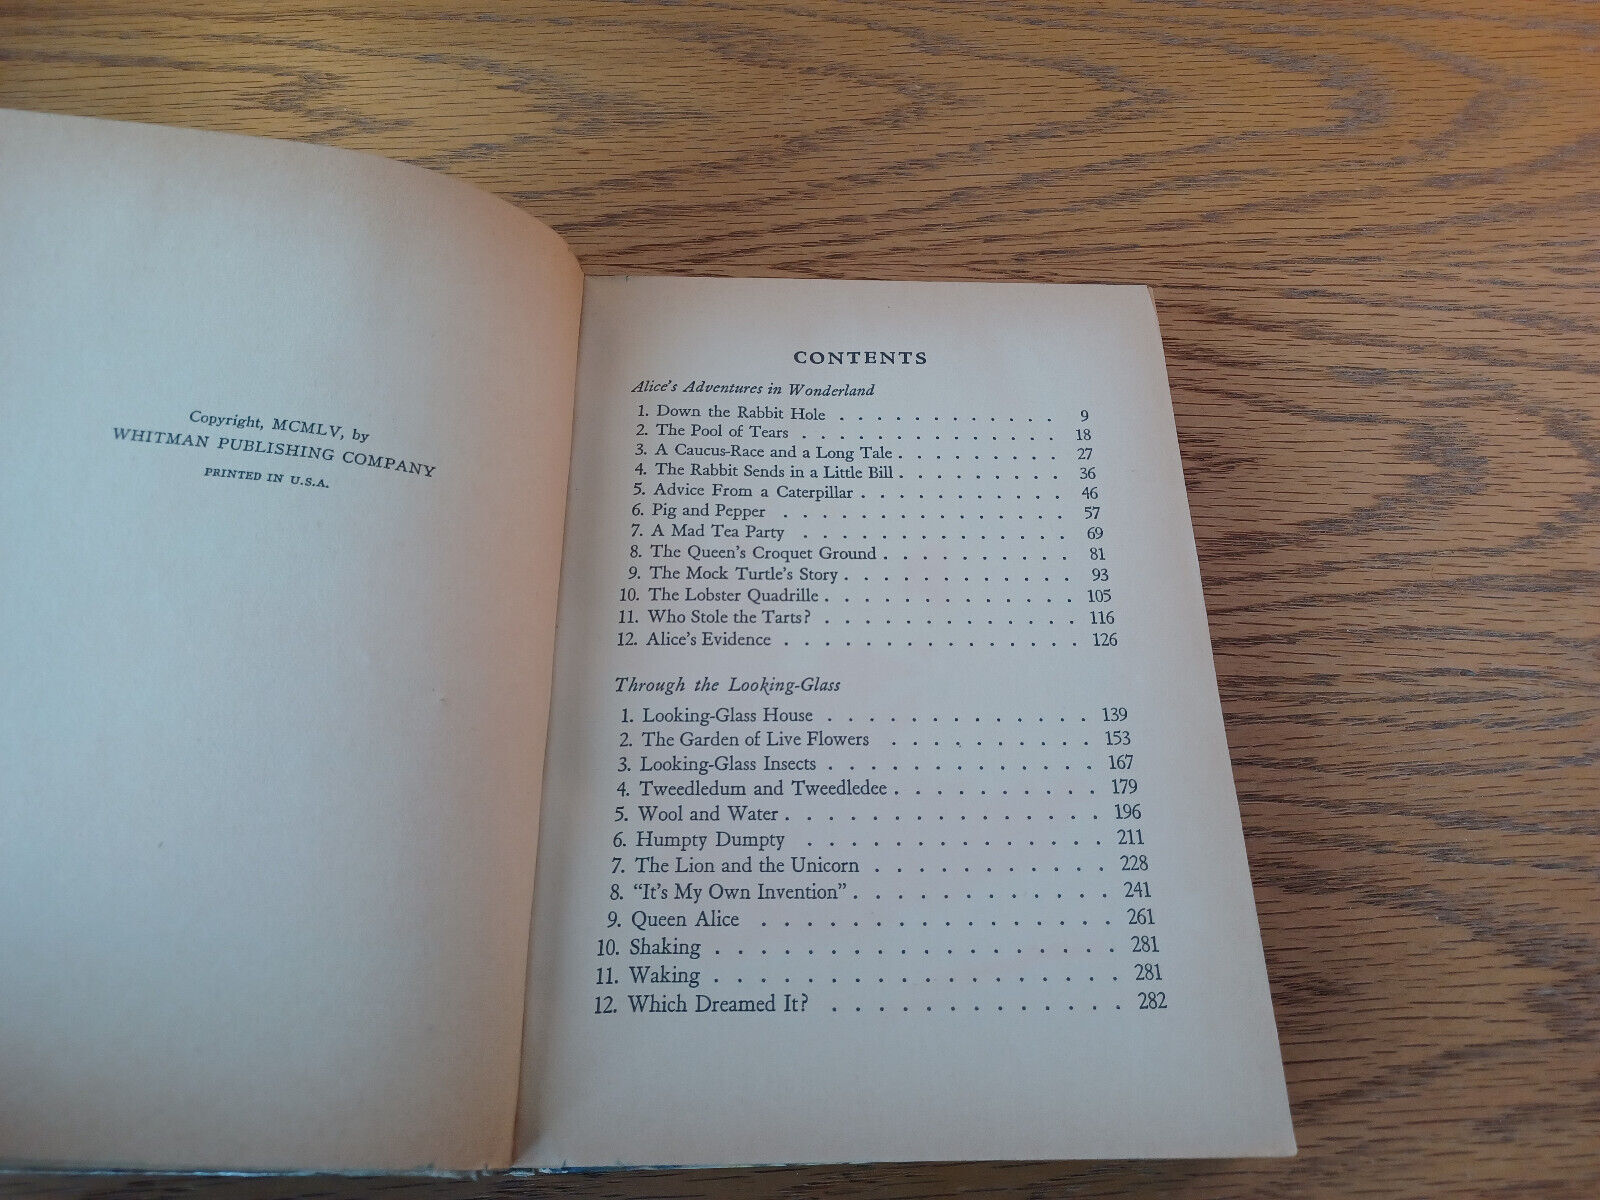 Copyright, MCMLV, by
WHITMAN PUBLISHING COMPANY
PRINTED IN U.S.A.
CONTENTS
Alice's Adventures in Wonderland
1. Down the Rabbit Hole . . . . . . . . . . . . 9
2. The Pool of Tears . . . . . . . . . . . . . 18
3. A Caucus-Race and a Long Tale . . . . . . . . 27
4. The Rabbit Sends in a Little Bill . . . . . . . . . 36
5. Advice From a Caterpillar . . . . . . . . . . 46
6. Pig and Pepper . . . . . . . . . . . . . . 57
7. A Mad Tea Party . . . . . . . . . . . . . 69
8. The Queen's Croquet Ground . . . . . . . . . . 81
9. The Mock Turtle's Story . . . . . . . . . . . . 93
10. The Lobster Quadrille . . . . . . . . . . . . . 105
11. Who Stole the Tarts? . . . . . . . . . . . . . 116
12. Alice's Evidence . . . . . . . . . . . . . . . 126
Through the Looking-Glass
1. Looking-Glass House . . . . . . . . . . . . . 139
2. The Garden of Live Flowers . . . . . . . . . . 153
3. Looking-Glass Insects . . . . . . . . . . . . . 167
4. Tweedledum and Tweedledee . . . . . . . . . . 179
5. Wool and Water . . . . . . . . . . . . . . . 196
6. Humpty Dumpty . . . . . . . . . . . . . 211
7. The Lion and the Unicorn . . . . . . . . . . . 228
8. “It's My Own Invention” . . . . . . . . . . . . 241
9. Queen Alice . . . . . . . . . . . . . . . 261
10. Shaking . . . . . . . . . . . . . . . . . . 281
11. Waking . . . . . . . . . . . . . . . . . . 281
12. Which Dreamed It? . . . . . . . . . . . . . 282